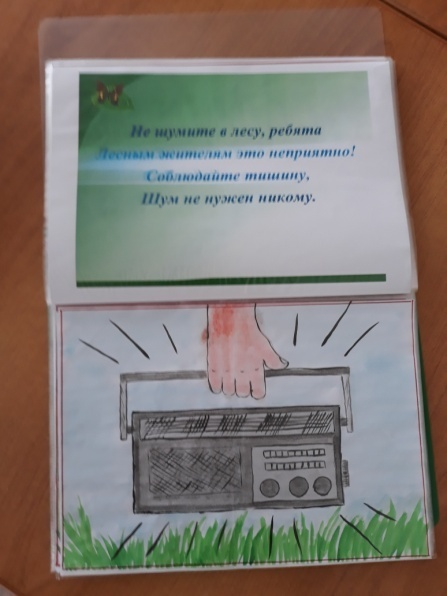 Не шумите в лесу, ребята
Лесным жителям это неприятно!
Соблюдайте тишину,
Шум не нужен никому.